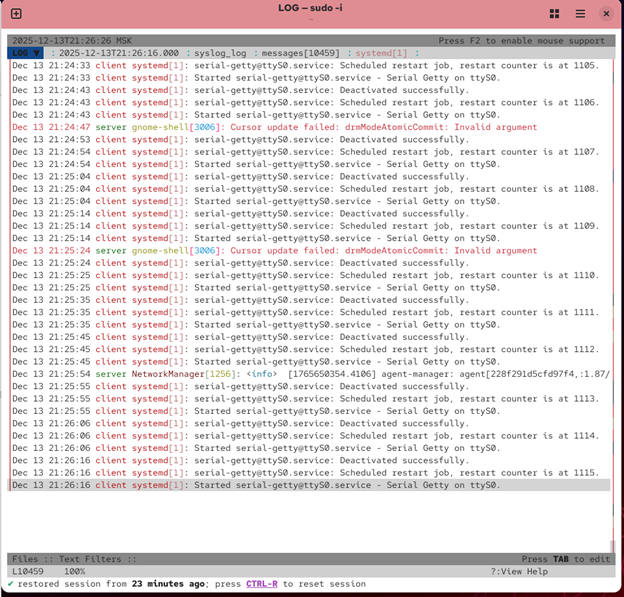 LOG — sudo -i
~
2025-12-13T21:26:26 MSK Press F2 to enable mouse support
LOG ▼ : 2025-12-13T21:26:16.000 : syslog_log : messages[10459] : systemd[1] :
Dec 13 21:24:33 client systemd[1]: serial-getty@ttyS0.service: Scheduled restart job, restart counter is at 1105.
Dec 13 21:24:33 client systemd[1]: Started serial-getty@ttyS0.service - Serial Getty on ttyS0.
Dec 13 21:24:43 client systemd[1]: serial-getty@ttyS0.service: Deactivated successfully.
Dec 13 21:24:43 client systemd[1]: serial-getty@ttyS0.service: Scheduled restart job, restart counter is at 1106.
Dec 13 21:24:43 client systemd[1]: Started serial-getty@ttyS0.service - Serial Getty on ttyS0.
Dec 13 21:24:47 server gnome-shell[3006]: Cursor update failed: drmModeAtomicCommit: Invalid argument
Dec 13 21:24:53 client systemd[1]: serial-getty@ttyS0.service: Deactivated successfully.
Dec 13 21:24:54 client systemd[1]: serial-getty@ttyS0.service: Scheduled restart job, restart counter is at 1107.
Dec 13 21:24:54 client systemd[1]: Started serial-getty@ttyS0.service - Serial Getty on ttyS0.
Dec 13 21:25:04 client systemd[1]: serial-getty@ttyS0.service: Deactivated successfully.
Dec 13 21:25:04 client systemd[1]: serial-getty@ttyS0.service: Scheduled restart job, restart counter is at 1108.
Dec 13 21:25:04 client systemd[1]: Started serial-getty@ttyS0.service - Serial Getty on ttyS0.
Dec 13 21:25:14 client systemd[1]: serial-getty@ttyS0.service: Deactivated successfully.
Dec 13 21:25:14 client systemd[1]: serial-getty@ttyS0.service: Scheduled restart job, restart counter is at 1109.
Dec 13 21:25:14 client systemd[1]: Started serial-getty@ttyS0.service - Serial Getty on ttyS0.
Dec 13 21:25:24 server gnome-shell[3006]: Cursor update failed: drmModeAtomicCommit: Invalid argument
Dec 13 21:25:24 client systemd[1]: serial-getty@ttyS0.service: Deactivated successfully.
Dec 13 21:25:25 client systemd[1]: serial-getty@ttyS0.service: Scheduled restart job, restart counter is at 1110.
Dec 13 21:25:25 client systemd[1]: Started serial-getty@ttyS0.service - Serial Getty on ttyS0.
Dec 13 21:25:35 client systemd[1]: serial-getty@ttyS0.service: Deactivated successfully.
Dec 13 21:25:35 client systemd[1]: serial-getty@ttyS0.service: Scheduled restart job, restart counter is at 1111.
Dec 13 21:25:35 client systemd[1]: Started serial-getty@ttyS0.service - Serial Getty on ttyS0.
Dec 13 21:25:45 client systemd[1]: serial-getty@ttyS0.service: Deactivated successfully.
Dec 13 21:25:45 client systemd[1]: serial-getty@ttyS0.service: Scheduled restart job, restart counter is at 1112.
Dec 13 21:25:45 client systemd[1]: Started serial-getty@ttyS0.service - Serial Getty on ttyS0.
Dec 13 21:25:54 server NetworkManager[1256]: <info> [1765650354.4106] agent-manager: agent[228f291d5cfd97f4,:1.87/
Dec 13 21:25:55 client systemd[1]: serial-getty@ttyS0.service: Deactivated successfully.
Dec 13 21:25:55 client systemd[1]: serial-getty@ttyS0.service: Scheduled restart job, restart counter is at 1113.
Dec 13 21:25:55 client systemd[1]: Started serial-getty@ttyS0.service - Serial Getty on ttyS0.
Dec 13 21:26:06 client systemd[1]: serial-getty@ttyS0.service: Deactivated successfully.
Dec 13 21:26:06 client systemd[1]: serial-getty@ttyS0.service: Scheduled restart job, restart counter is at 1114.
Dec 13 21:26:06 client systemd[1]: Started serial-getty@ttyS0.service - Serial Getty on ttyS0.
Dec 13 21:26:16 client systemd[1]: serial-getty@ttyS0.service: Deactivated successfully.
Dec 13 21:26:16 client systemd[1]: serial-getty@ttyS0.service: Scheduled restart job, restart counter is at 1115.
Dec 13 21:26:16 client systemd[1]: Started serial-getty@ttyS0.service - Serial Getty on ttyS0.
Files :: Text Filters :: Press TAB to edit
L10459 100% ?:View Help
✔ restored session from 23 minutes ago; press CTRL-R to reset session